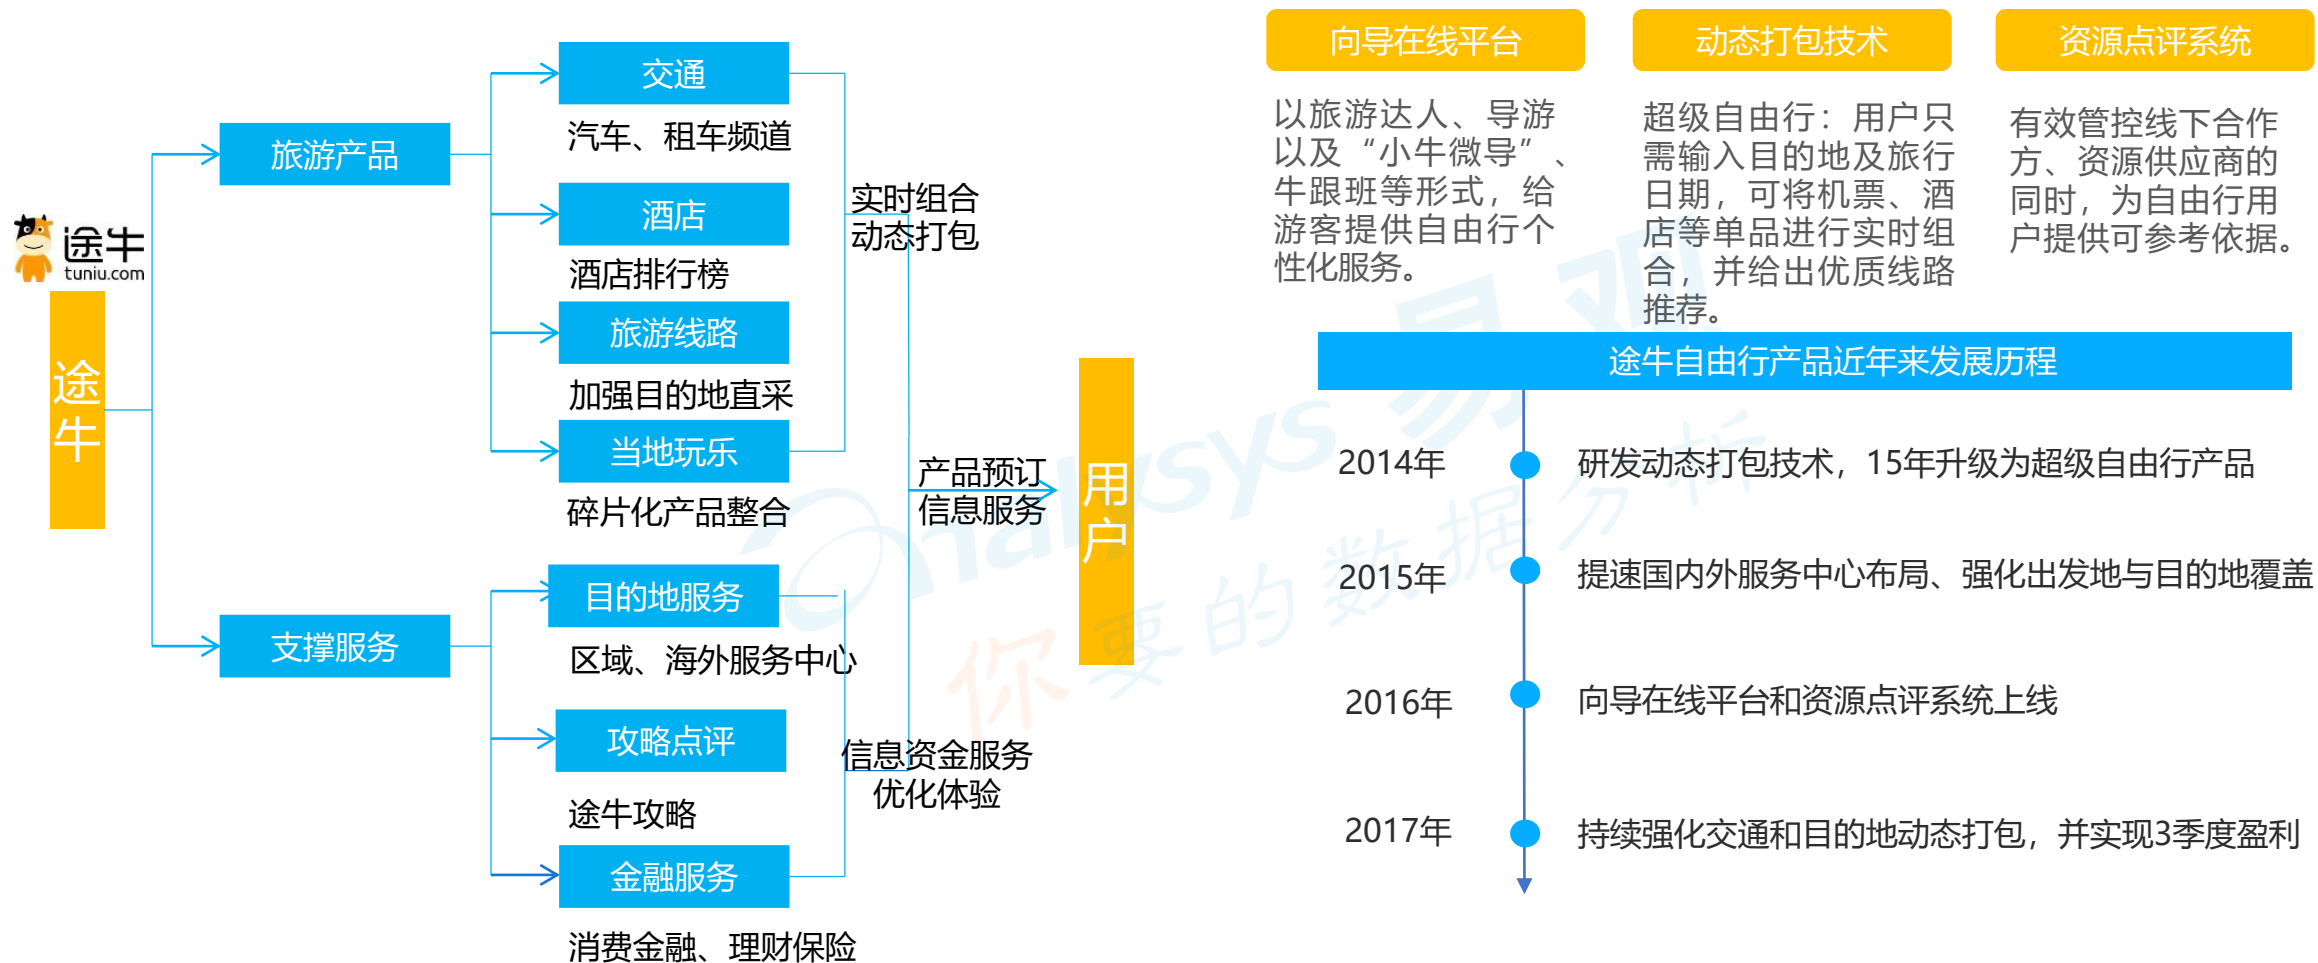 途牛
tuniu.com
途
牛
旅游产品
支撑服务
交通
汽车、租车频道
酒店
酒店排行榜
旅游线路
加强目的地直采
当地玩乐
碎片化产品整合
目的地服务
区域、海外服务中心
攻略点评
途牛攻略
金融服务
消费金融、理财保险
实时组合
动态打包
产品预订
信息服务
信息资金服务
优化体验
用
户
向导在线平台
以旅游达人、导游
以及“小牛微导”、
牛跟班等形式，给
游客提供自由行个
性化服务。
动态打包技术
超级自由行：用户只
需输入目的地及旅行
日期，可将机票、酒
店等单品进行实时组
合，并给出优质线路
推荐。
资源点评系统
有效管控线下合作
方、资源供应商的
同时，为自由行用
户提供可参考依据。
途牛自由行产品近年来发展历程
2014年
研发动态打包技术，15年升级为超级自由行产品
2015年
提速国内外服务中心布局、强化出发地与目的地覆盖
2016年
向导在线平台和资源点评系统上线
2017年
持续强化交通和目的地动态打包，并实现3季度盈利
analysys 易观
你要的数据分析